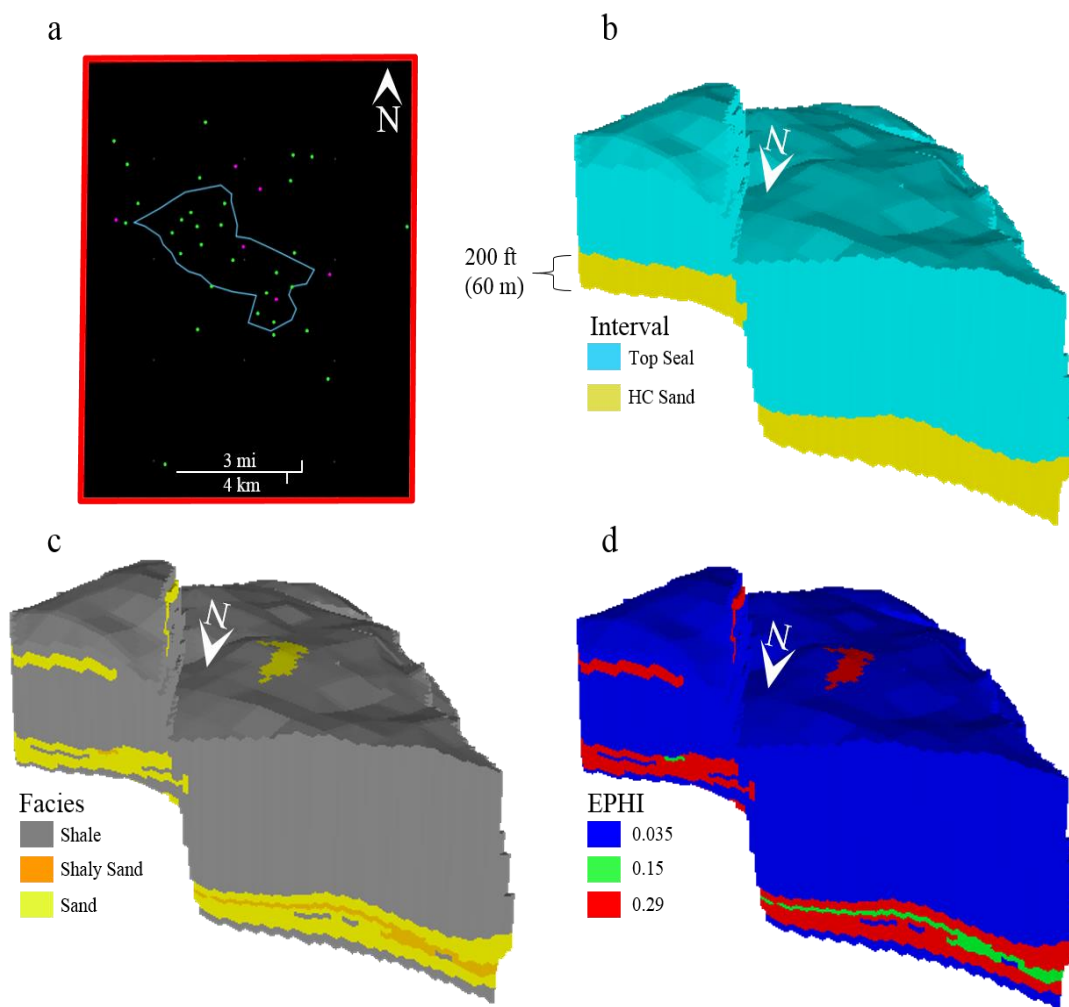 a
N
3 mi
4 km
b
N
200 ft
(60 m)
Interval
Top Seal
HC Sand
c
N
Facies
Shale
Shaly Sand
Sand
d
N
EPHI
0.035
0.15
0.29